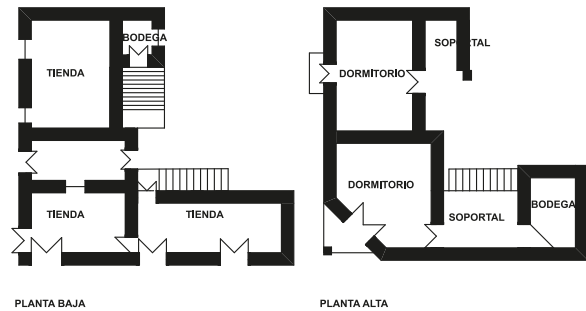 BODEGA
TIENDA
TIENDA
TIENDA
PLANTA BAJA
SOPORTAL
DORMITORIO
DORMITORIO
SOPORTAL
BODEGA
PLANTA ALTA